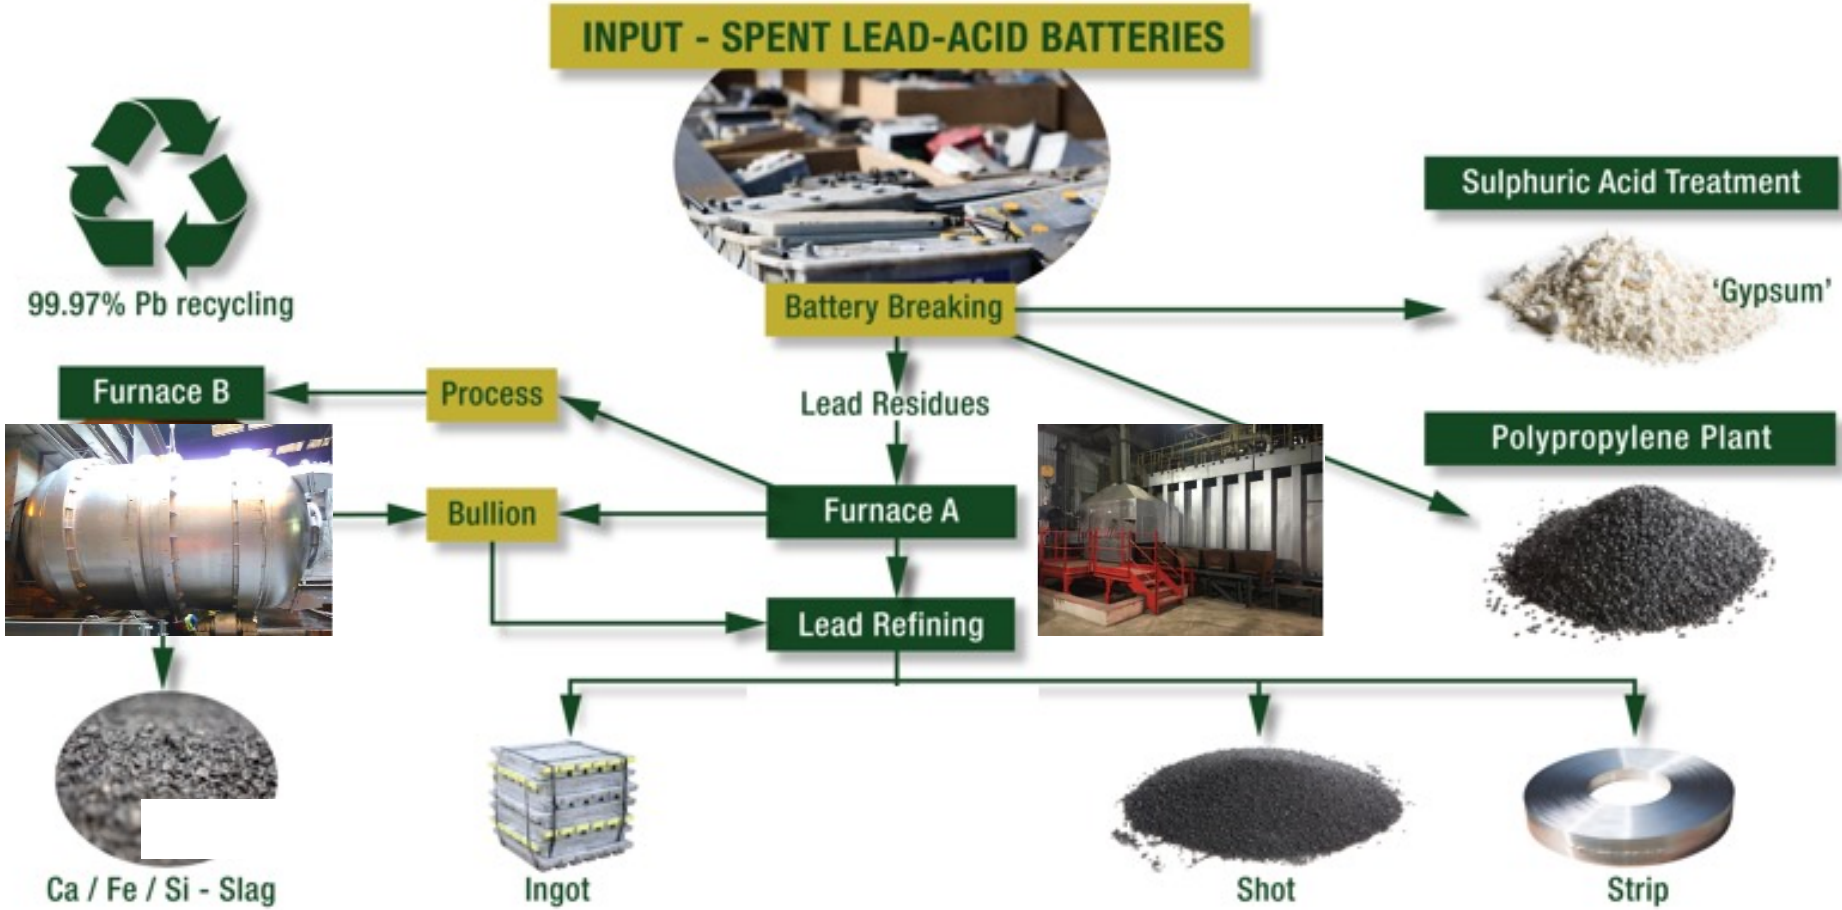 INPUT - SPENT LEAD-ACID BATTERIES
Sulphuric Acid Treatment
'Gypsum'
99.97% Pb recycling
Battery Breaking
Furnace B
Process
Lead Residues
Polypropylene Plant
Bullion
Furnace A
Lead Refining
Ca / Fe / Si - Slag
Ingot
Shot
Strip